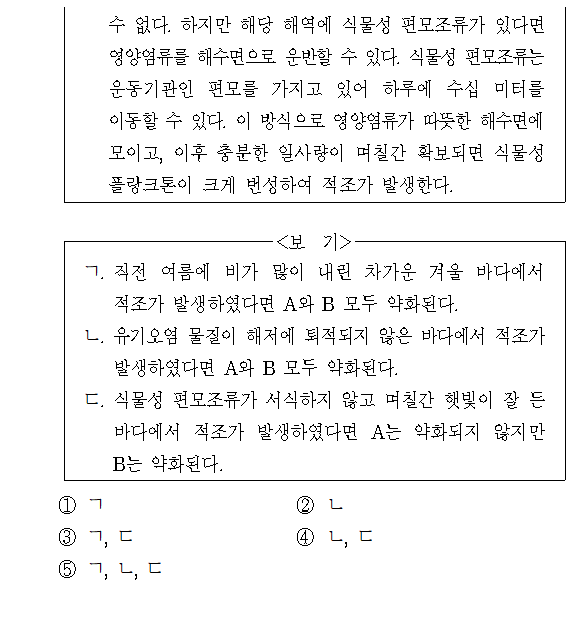 수 없다. 하지만 해당 해역에 식물성 편모조류가 있다면
영양염류를 해수면으로 운반할 수 있다. 식물성 편모조류는
운동기관인 편모를 가지고 있어 하루에 수십 미터를
이동할 수 있다. 이 방식으로 영양염류가 따뜻한 해수면에
모이고, 이후 충분한 일사량이 며칠간 확보되면 식물성
플랑크톤이 크게 번성하여 적조가 발생한다.
<보 기>
ㄱ. 직전 여름에 비가 많이 내린 차가운 겨울 바다에서
적조가 발생하였다면 A와 B 모두 약화된다.
ㄴ. 유기오염 물질이 해저에 퇴적되지 않은 바다에서 적조가
발생하였다면 A와 B 모두 약화된다.
ㄷ. 식물성 편모조류가 서식하지 않고 며칠간 햇빛이 잘 든
바다에서 적조가 발생하였다면 A는 약화되지 않지만
B는 약화된다.
① ㄱ ② ㄴ
③ ㄱ, ㄷ ④ ㄴ, ㄷ
⑤ ㄱ, ㄴ, ㄷ